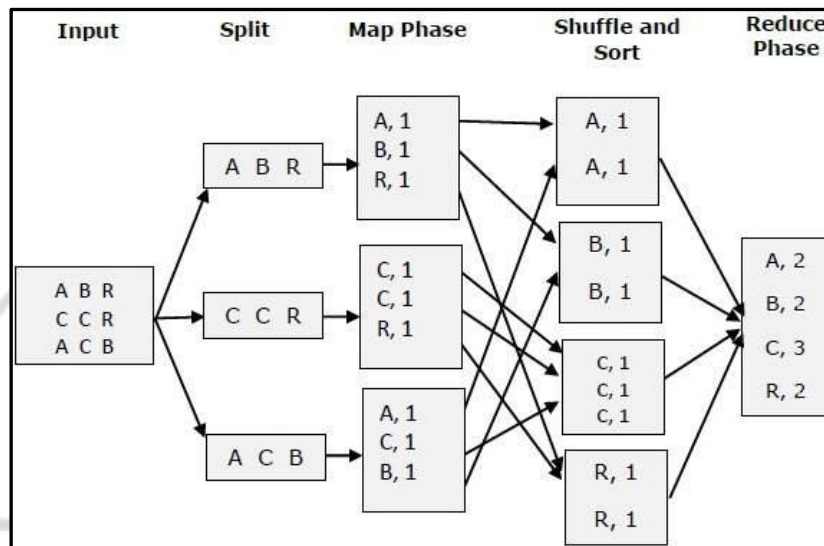 Input
Split
Map Phase
Shuffle and
Sort
Reduce
Phase
A B R
C C R
A C B
A B R
C C R
A C B
A, 1
B, 1
R, 1
C, 1
C, 1
R, 1
A, 1
C, 1
B, 1
A, 1
A, 1
B, 1
B, 1
C, 1
C, 1
C, 1
R, 1
R, 1
A, 2
B, 2
C, 3
R, 2